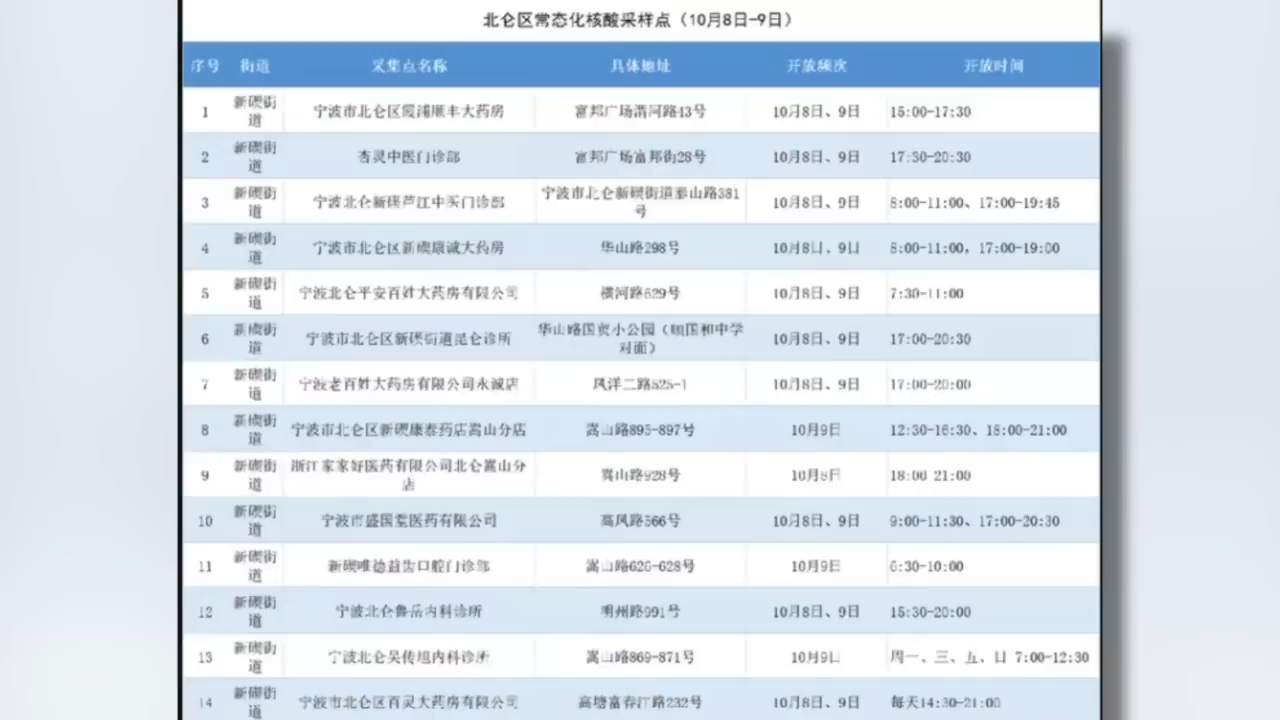 北仑区常态化核酸采样点（10月8日-9日）
序号 街道 采集点名称 具体地址 开放频次 开放时间
1 新碶街道 宁波市北仑区霞浦顺丰大药房 富邦广场渭河路43号 10月8日、9日 15:00-17:30
2 新碶街道 杏灵中医门诊部 富邦广场富邦街28号 10月8日、9日 17:30-20:30
3 新碶街道 宁波北仑新碶芦江中医门诊部 宁波市北仑新碶街道泰山路381号 10月8日、9日 8:00-11:00、17:00-19:45
4 新碶街道 宁波市北仑区新碶康诚大药房 华山路298号 10月8日、9日 8:00-11:00，17:00-19:00
5 新碶街道 宁波北仑平安百姓大药房有限公司 横河路629号 10月8日、9日 7:30-11:00
6 新碶街道 宁波市北仑区新碶街道昆仑诊所 华山路国贸小公园（顾国和中学对面） 10月8日、9日 17:00-20:30
7 新碶街道 宁波老百姓大药房有限公司永诚店 凤洋二路525-1 10月8日、9日 17:00-20:00
8 新碶街道 宁波市北仑区新碶康泰药店嵩山分店 嵩山路895-897号 10月9日 12:30-16:30、18:00-21:00
9 新碶街道 浙江家家好医药有限公司北仑嵩山分店 嵩山路928号 10月8日 18:00-21:00
10 新碶街道 宁波市盛国堂医药有限公司 高凤路566号 10月8日、9日 9:00-11:30、17:00-20:30
11 新碶街道 新碶唯德益齿口腔门诊部 嵩山路626-628号 10月9日 6:30-10:00
12 新碶街道 宁波北仑鲁岳内科诊所 明州路991号 10月8日、9日 15:30-20:00
13 新碶街道 宁波北仑吴传旭内科诊所 嵩山路869-871号 10月9日 周一、三、五、日 7:00-12:30
14 新碶街道 宁波市北仑区百灵大药房有限公司 高塘富春江路232号 10月8日、9日 每天14:30-21:00